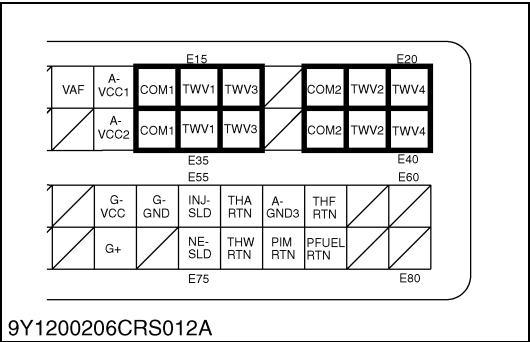 E15 E20
VAF A-VCC1 COM1 TWV1 TWV3 COM2 TWV2 TWV4
A-VCC2 COM1 TWV1 TWV3 COM2 TWV2 TWV4
E35 E40
E55 E60
G-VCC G-GND INJ-SLD THA RTN A-GND3 THF RTN
G+ NE-SLD THW RTN PIM RTN PFUEL RTN
E75 E80
9Y1200206CRS012A